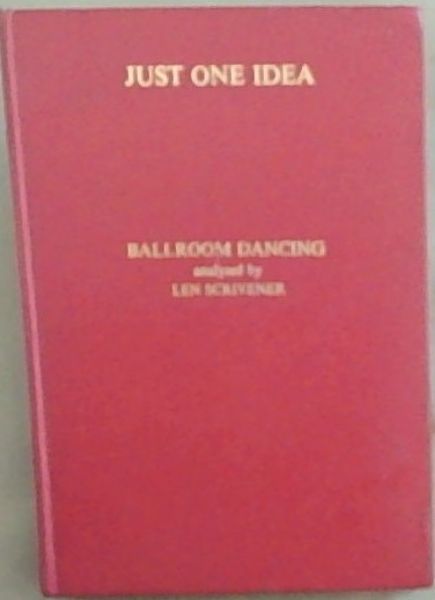 JUST ONE IDEA
BALLROOM DANCING
analysed by
LEN SCRIVENER